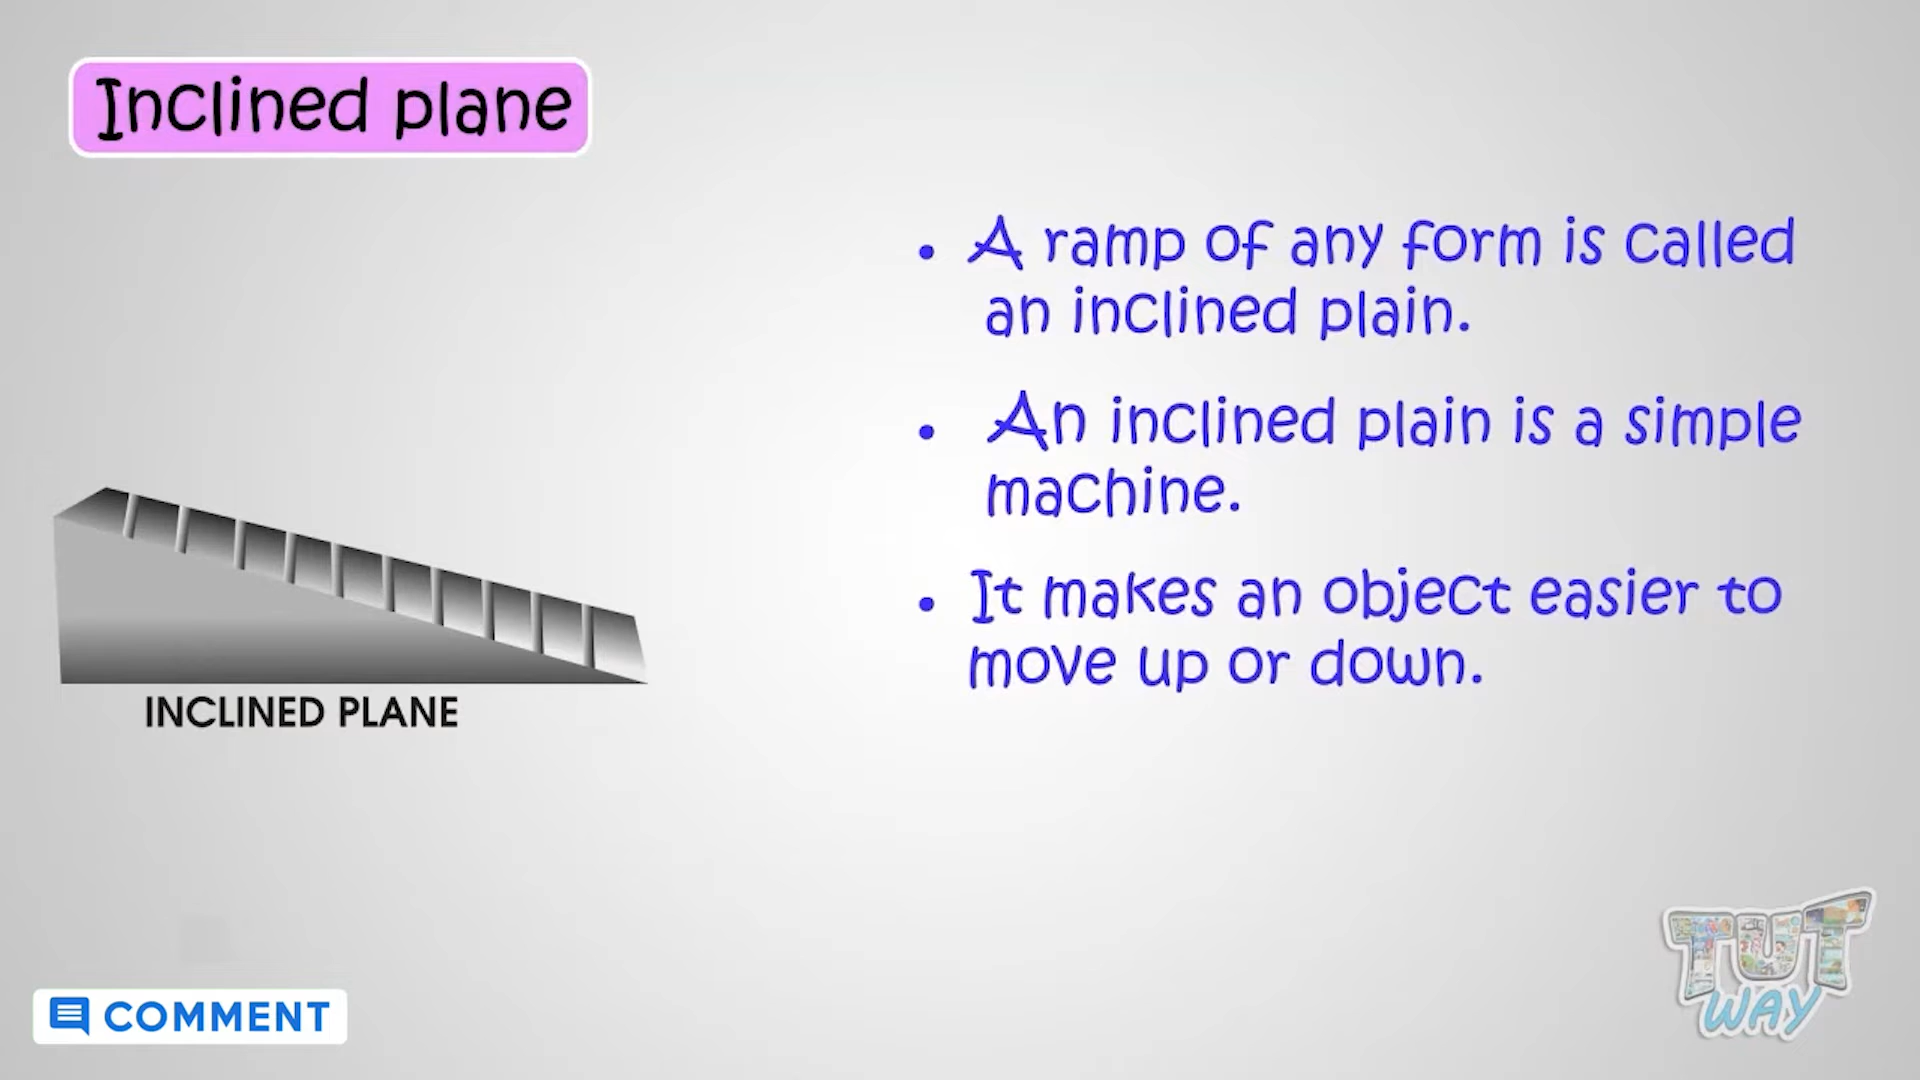 Inclined plane
• A ramp of any form is called
an inclined plain.
• An inclined plain is a simple
machine.
• It makes an object easier to
move up or down.
INCLINED PLANE
COMMENT
TUT
WAY